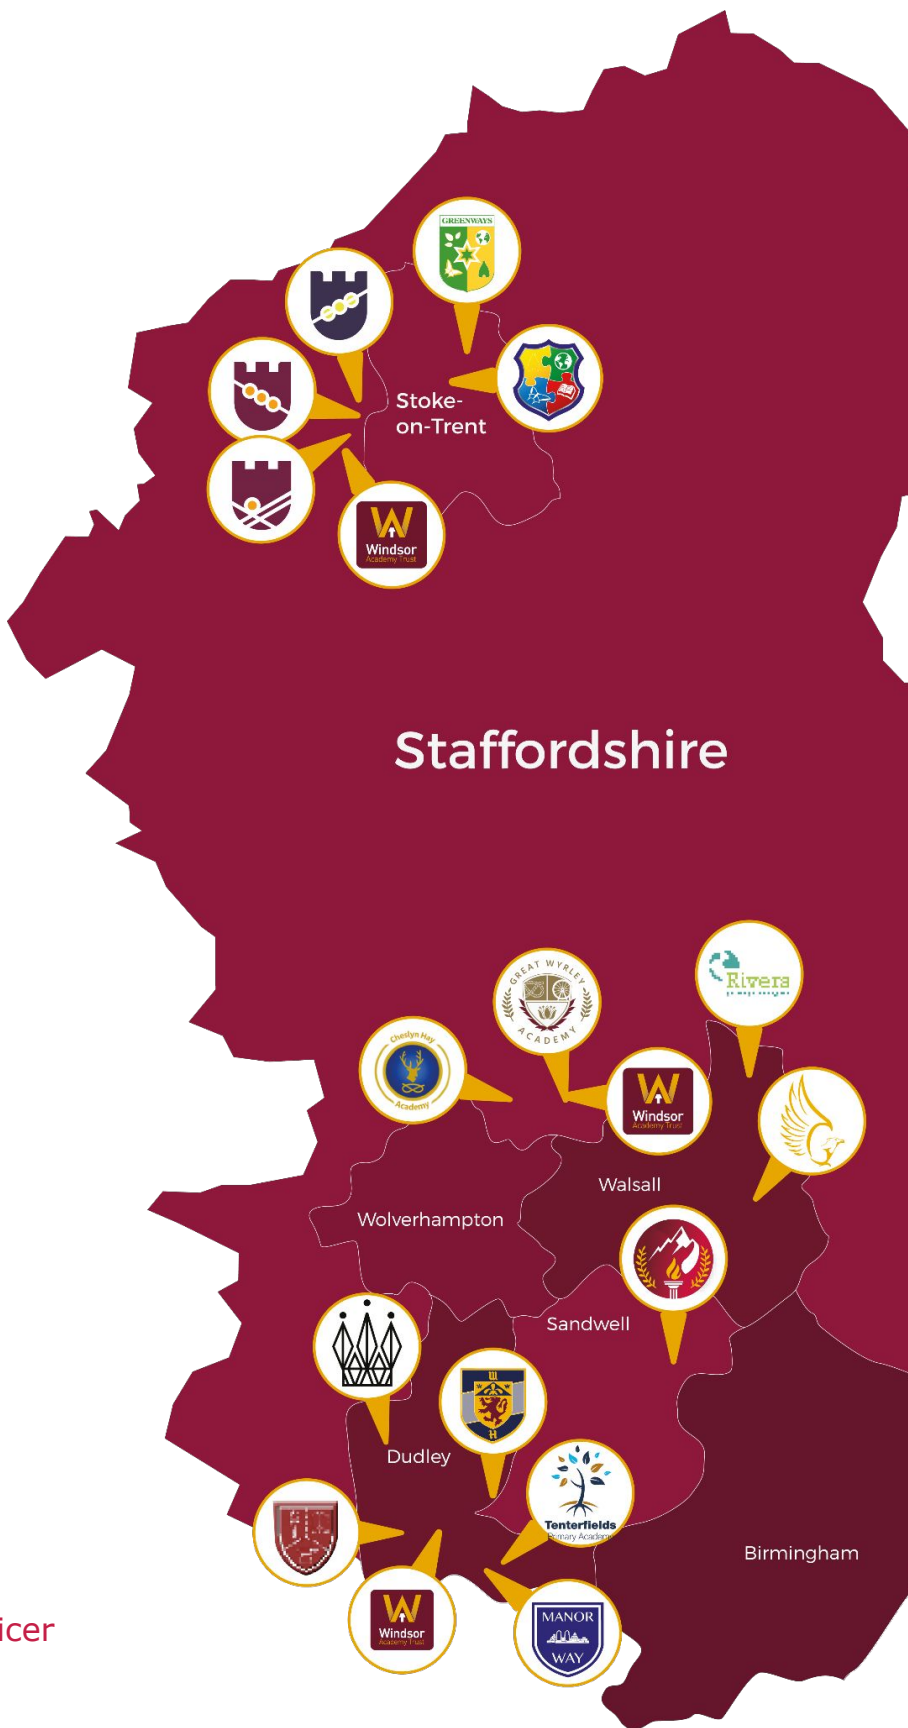 GREENWAYS
Stoke-
on-Trent
W
Windsor
Academy Trust
Staffordshire
GREAT WYRLEY
ACADEMY
Rivers
Cheslyn Hay
Academy
W
Windsor
Academy Trust
Walsall
Wolverhampton
Sandwell
W
H
Dudley
Tenterfields
Primary Academy
Birmingham
W
Windsor
Academy Trust
MANOR
WAY
icer